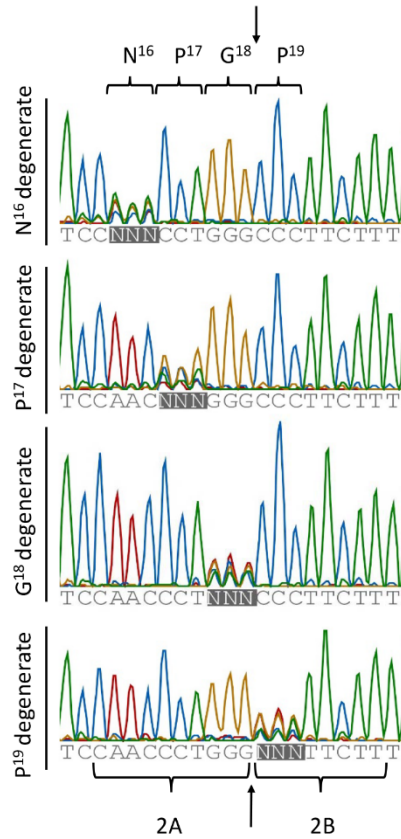 N¹⁶ P¹⁷ G¹⁸ P¹⁹
N¹⁶ degenerate
TCCNNNCCTGGGCCCTTCTTT
P¹⁷ degenerate
TCCAACNNNGGGCCCTTCTTT
G¹⁸ degenerate
TCCAACCCTNNNCCCTTCTTT
P¹⁹ degenerate
TCCAACCCTGGGNNNTTCTTT
2A 2B